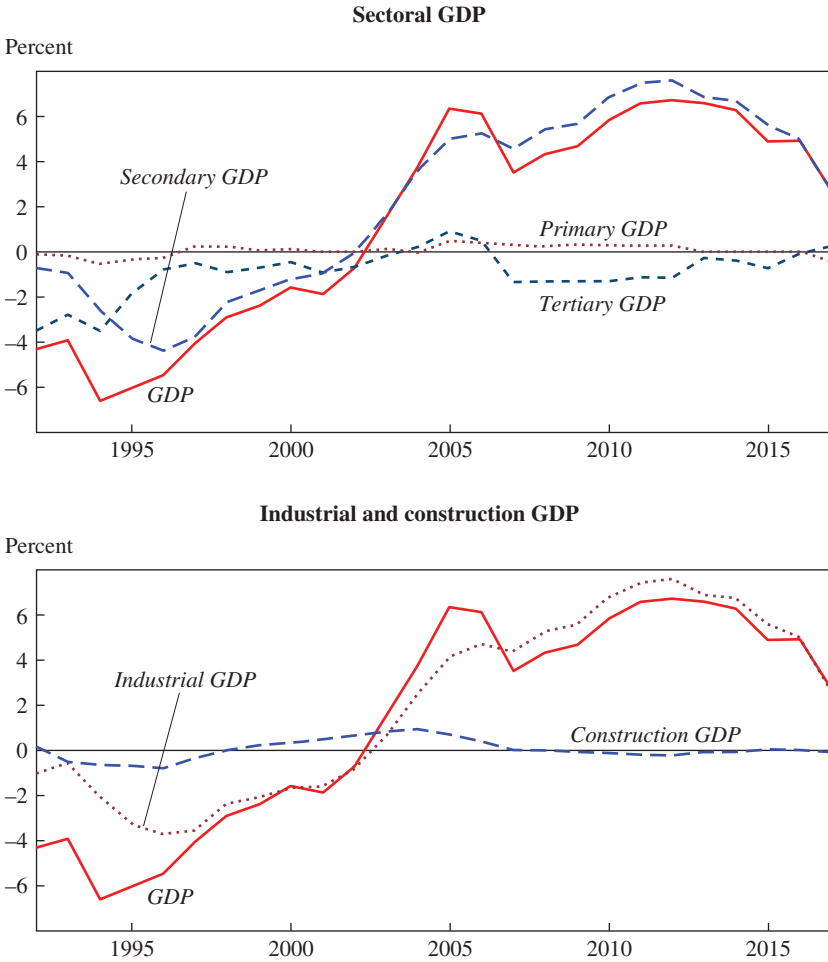 Sectoral GDP
Percent
6
4
Secondary GDP
2
Primary GDP
0
−2
Tertiary GDP
−4
−6
GDP
1995 2000 2005 2010 2015
Industrial and construction GDP
Percent
6
4
Industrial GDP
2
Construction GDP
0
−2
−4
−6
GDP
1995 2000 2005 2010 2015